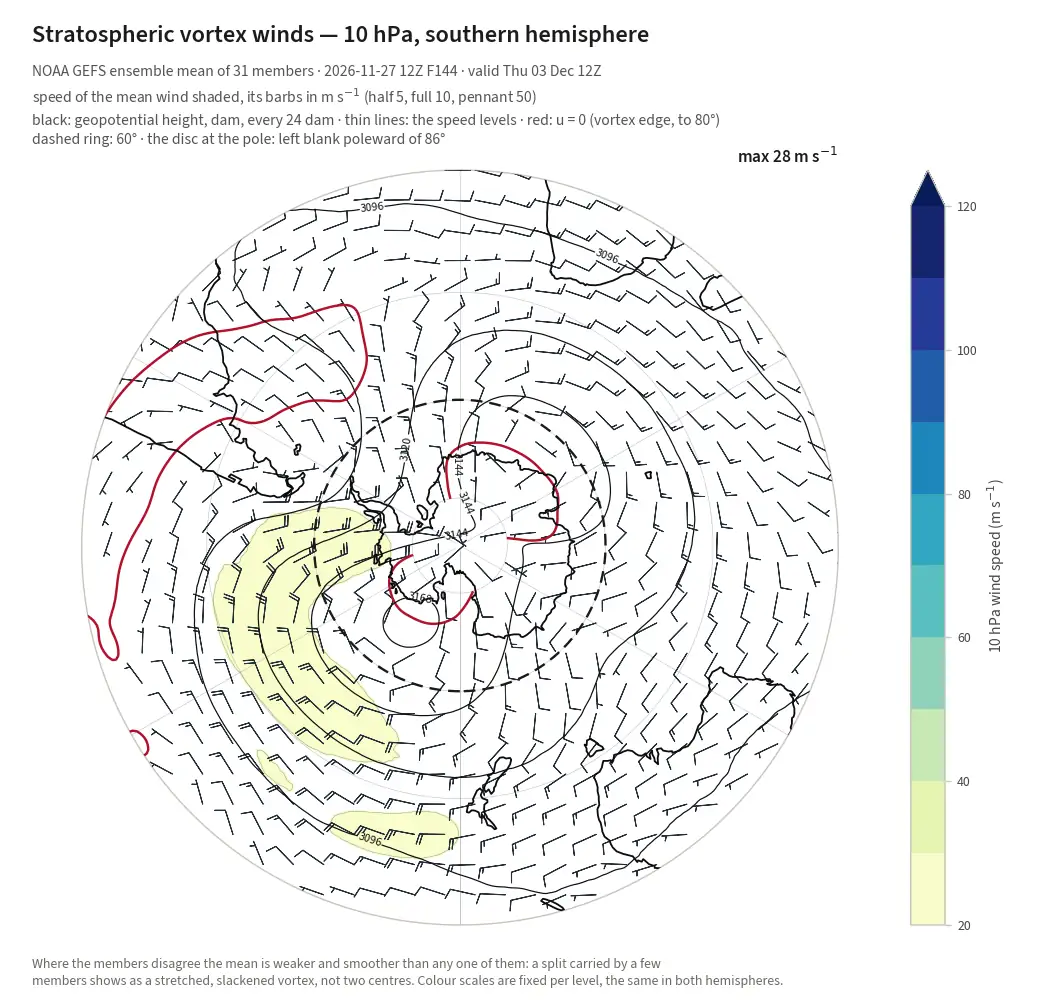 Stratospheric vortex winds — 10 hPa, southern hemisphere
NOAA GEFS ensemble mean of 31 members · 2026-11-27 12Z F144 · valid Thu 03 Dec 12Z
speed of the mean wind shaded, its barbs in m s⁻¹ (half 5, full 10, pennant 50)
black: geopotential height, dam, every 24 dam · thin lines: the speed levels · red: u = 0 (vortex edge, to 80°)
dashed ring: 60° · the disc at the pole: left blank poleward of 86°
max 28 m s⁻¹
3096
3096
3120
3144
3144
3144
3168
3096
120
100
80
60
40
20
10 hPa wind speed (m s⁻¹)
Where the members disagree the mean is weaker and smoother than any one of them: a split carried by a few
members shows as a stretched, slackened vortex, not two centres. Colour scales are fixed per level, the same in both hemispheres.